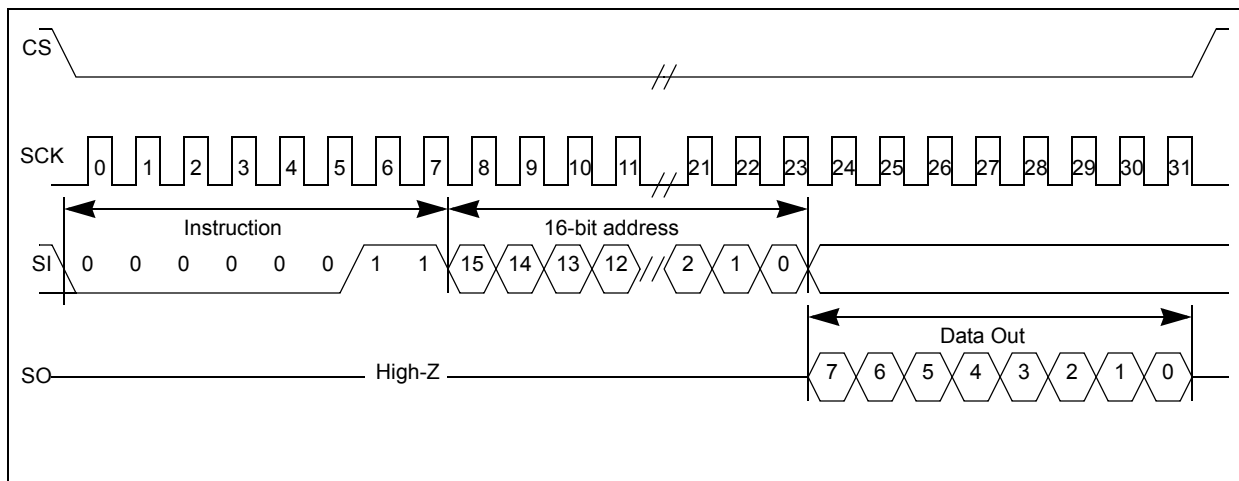 CS
SCK 0 1 2 3 4 5 6 7 8 9 10 11 21 22 23 24 25 26 27 28 29 30 31
Instruction 16-bit address
SI 0 0 0 0 0 0 1 1 15 14 13 12 2 1 0
Data Out
SO High-Z 7 6 5 4 3 2 1 0